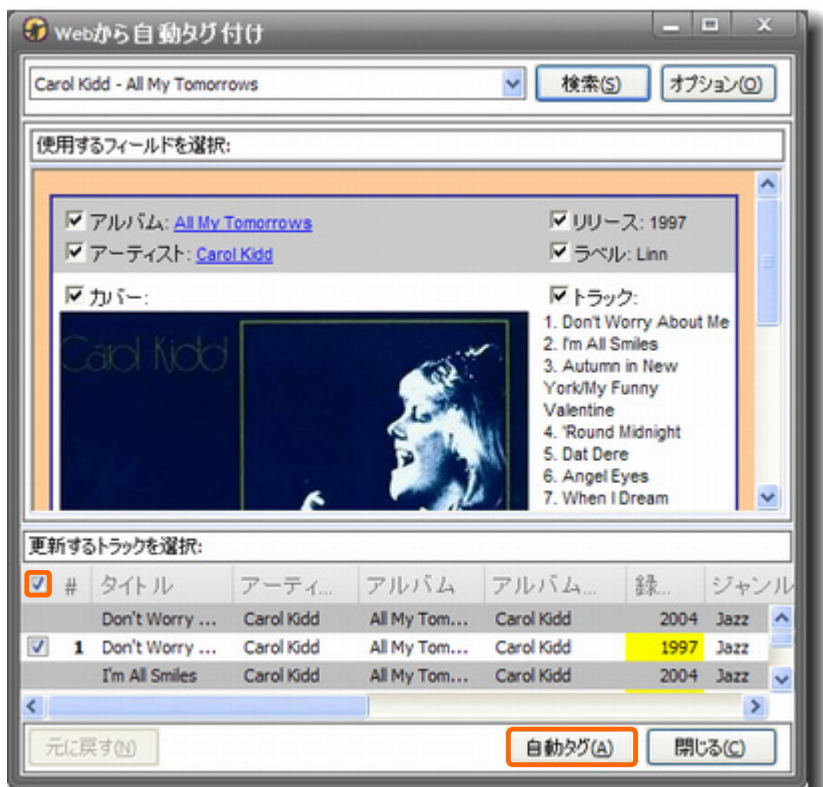 Webから自動タグ付け
Carol Kidd - All My Tomorrows 検索(S) オプション(O)
使用するフィールドを選択:
アルバム: All My Tomorrows リリース: 1997
アーティスト: Carol Kidd ラベル: Linn
カバー: トラック:
Carol Kidd
1. Don't Worry About Me
2. I'm All Smiles
3. Autumn in New
York/My Funny
Valentine
4. 'Round Midnight
5. Dat Dere
6. Angel Eyes
7. When I Dream
更新するトラックを選択:
# タイトル アーティ... アルバム アルバム... 録... ジャンル
Don't Worry ... Carol Kidd All My Tom... Carol Kidd 2004 Jazz
1 Don't Worry ... Carol Kidd All My Tom... Carol Kidd 1997 Jazz
I'm All Smiles Carol Kidd All My Tom... Carol Kidd 2004 Jazz
元に戻す(N) 自動タグ(A) 閉じる(C)